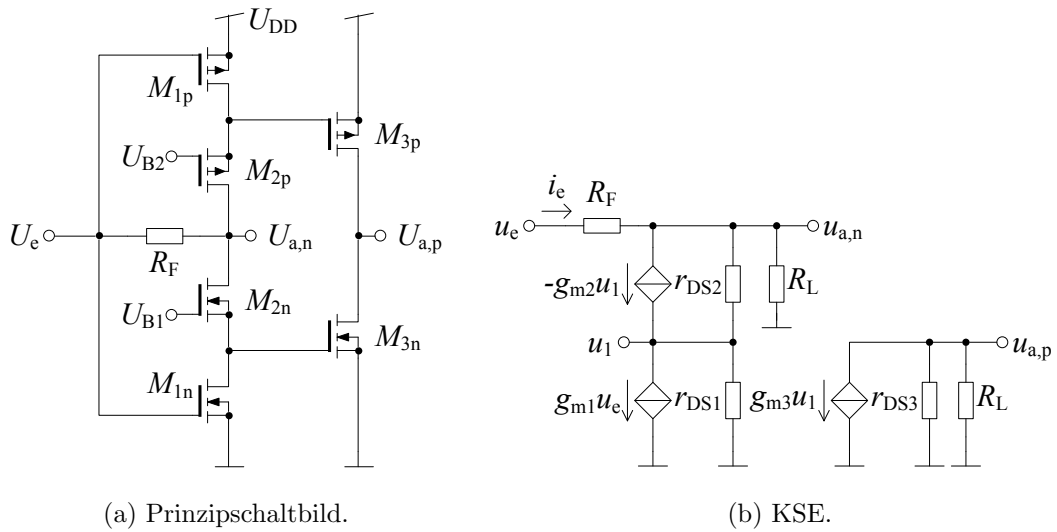 U_DD
M_1p
M_3p
U_B2
M_2p
U_e
R_F
U_a,n
U_a,p
U_B1
M_2n
M_3n
M_1n
i_e
R_F
u_e
u_a,n
-g_m2u_1
r_DS2
R_L
u_1
u_a,p
g_m1u_e
r_DS1
g_m3u_1
r_DS3
R_L
(a) Prinzipschaltbild.
(b) KSE.